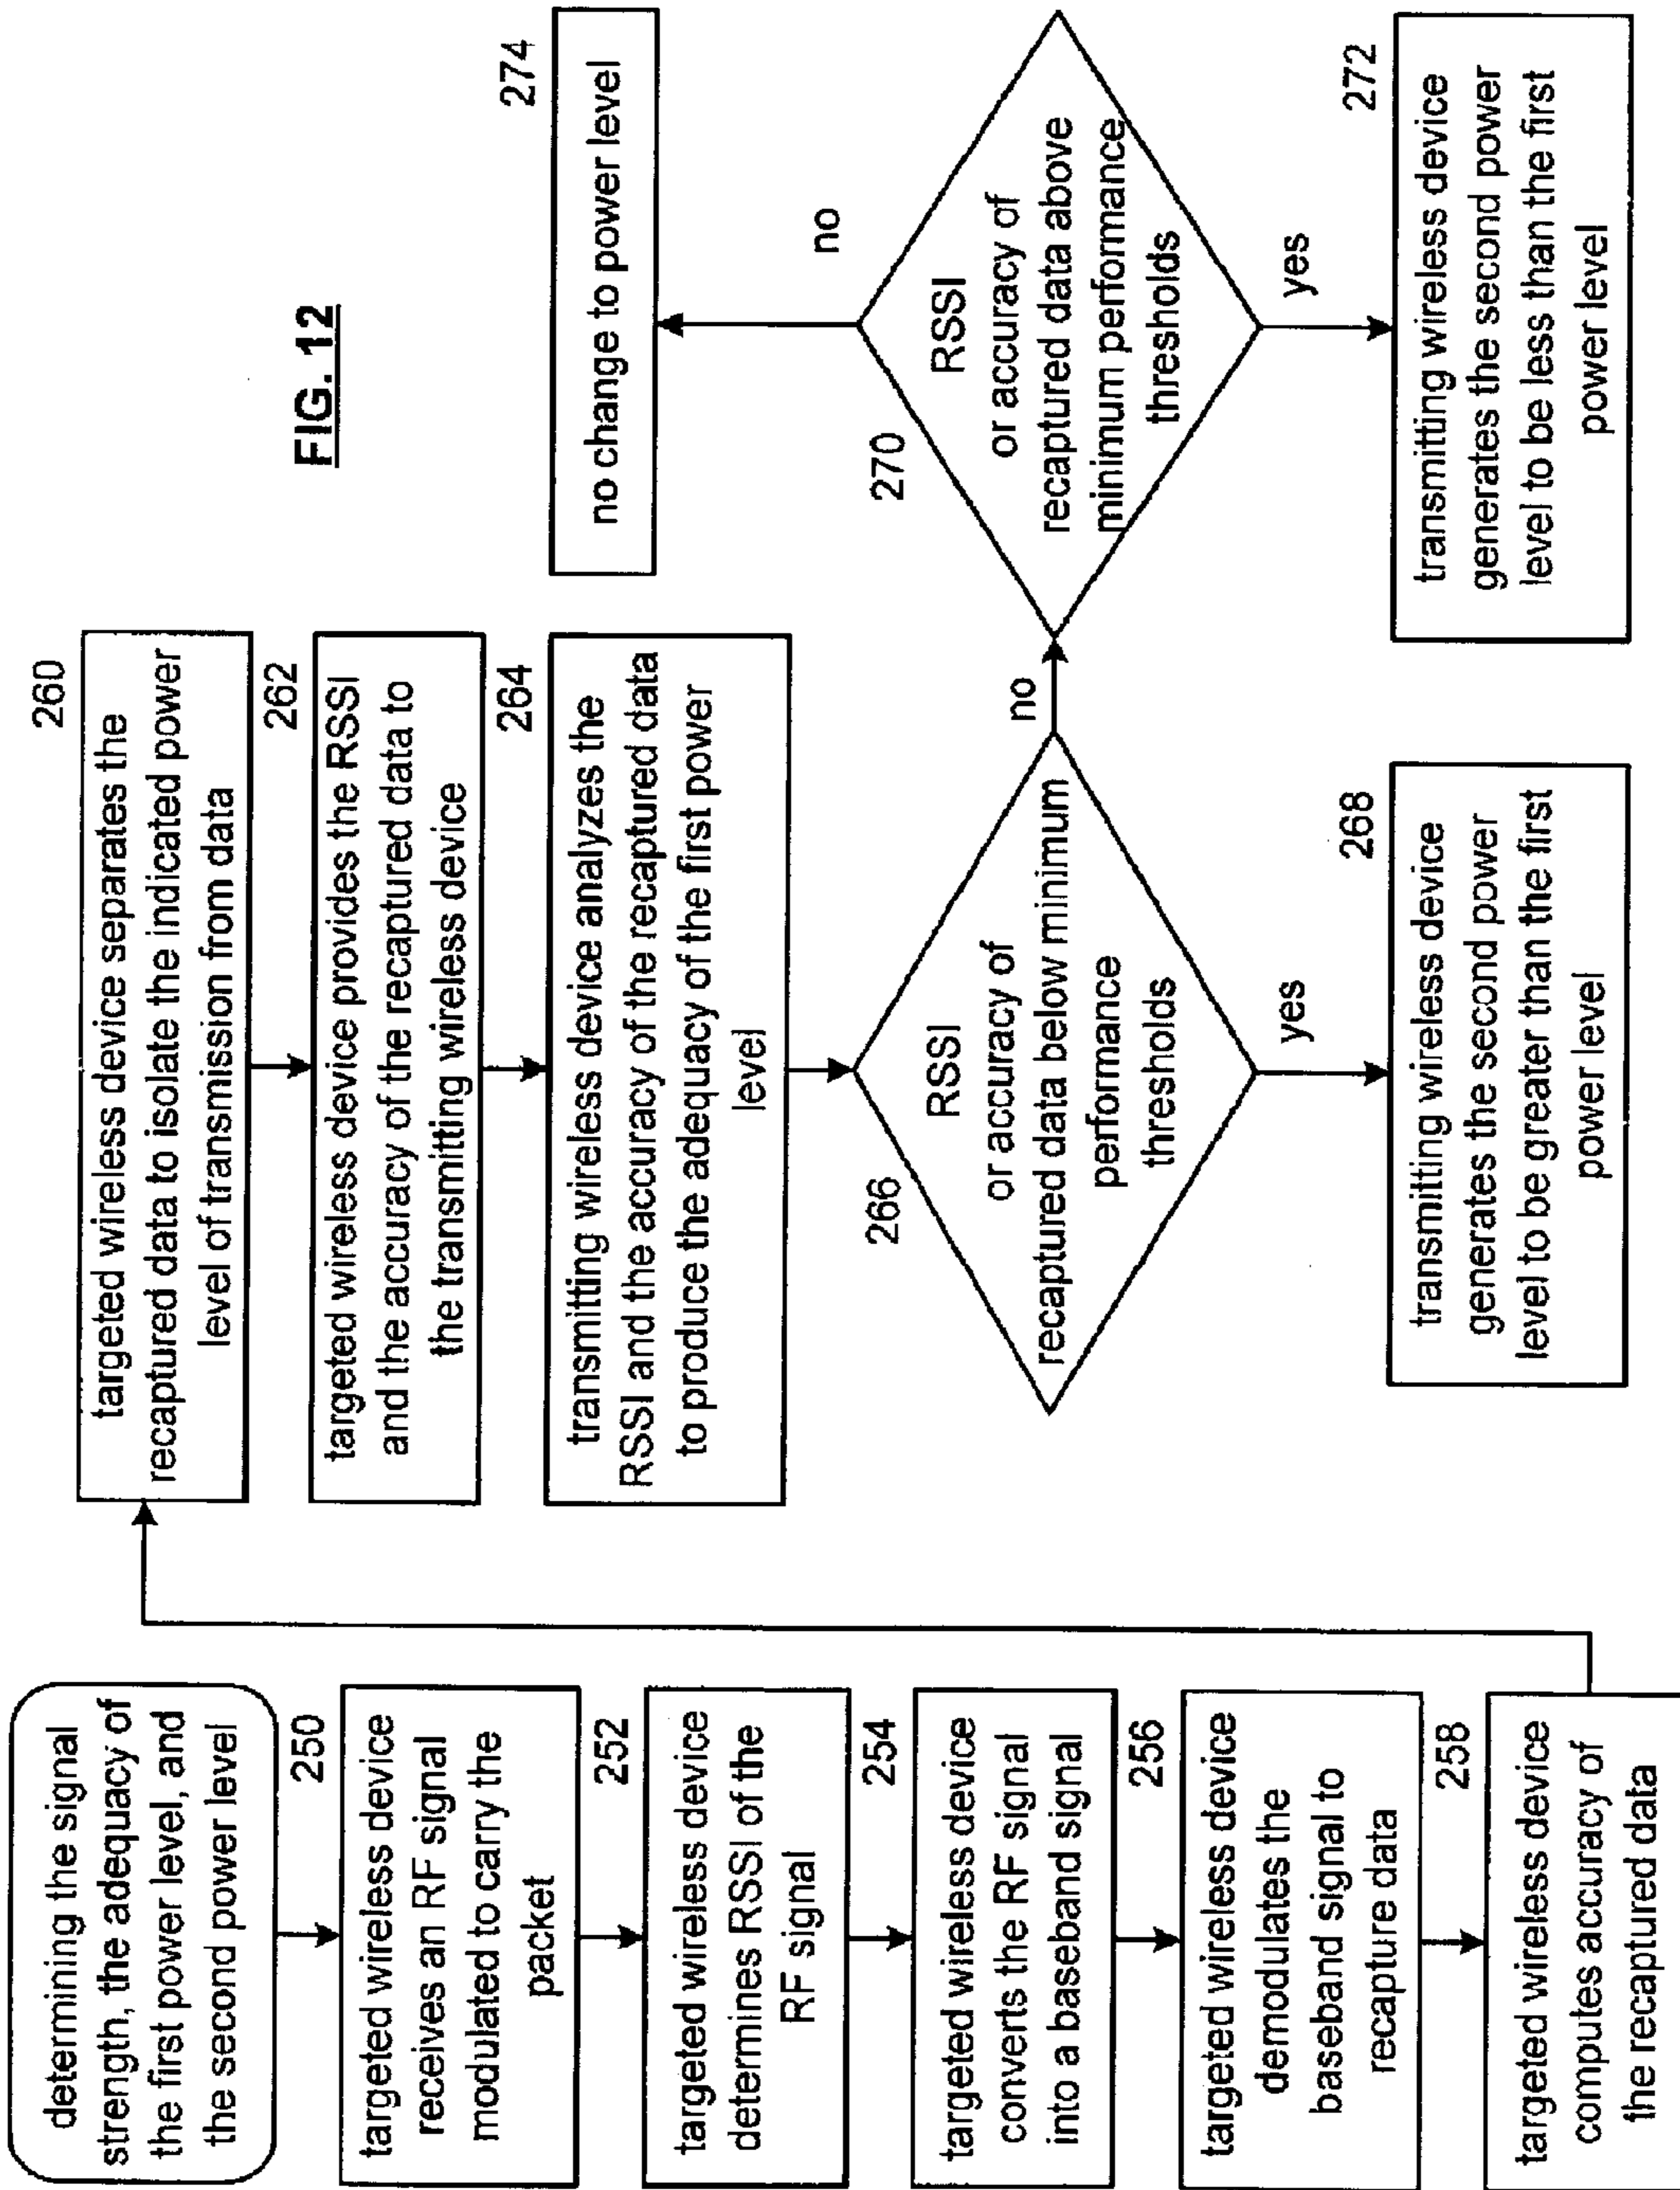 determining the signal
strength, the adequacy of
the first power level, and
the second power level
250
targeted wireless device
receives an RF signal
modulated to carry the
packet
252
targeted wireless device
determines RSSI of the
RF signal
254
targeted wireless device
converts the RF signal
into a baseband signal
256
targeted wireless device
demodulates the
baseband signal to
recapture data
258
targeted wireless device
computes accuracy of
the recaptured data
260
targeted wireless device separates the
recaptured data to isolate the indicated power
level of transmission from data
262
targeted wireless device provides the RSSI
and the accuracy of the recaptured data to
the transmitting wireless device
264
transmitting wireless device analyzes the
RSSI and the accuracy of the recaptured data
to produce the adequacy of the first power
level
266
RSSI
or accuracy of
recaptured data below minimum
performance
thresholds
yes
no
268
transmitting wireless device
generates the second power
level to be greater than the first
power level
FIG. 12
274
no change to power level
no
270
RSSI
or accuracy of
recaptured data above
minimum performance
thresholds
yes
272
transmitting wireless device
generates the second power
level to be less than the first
power level